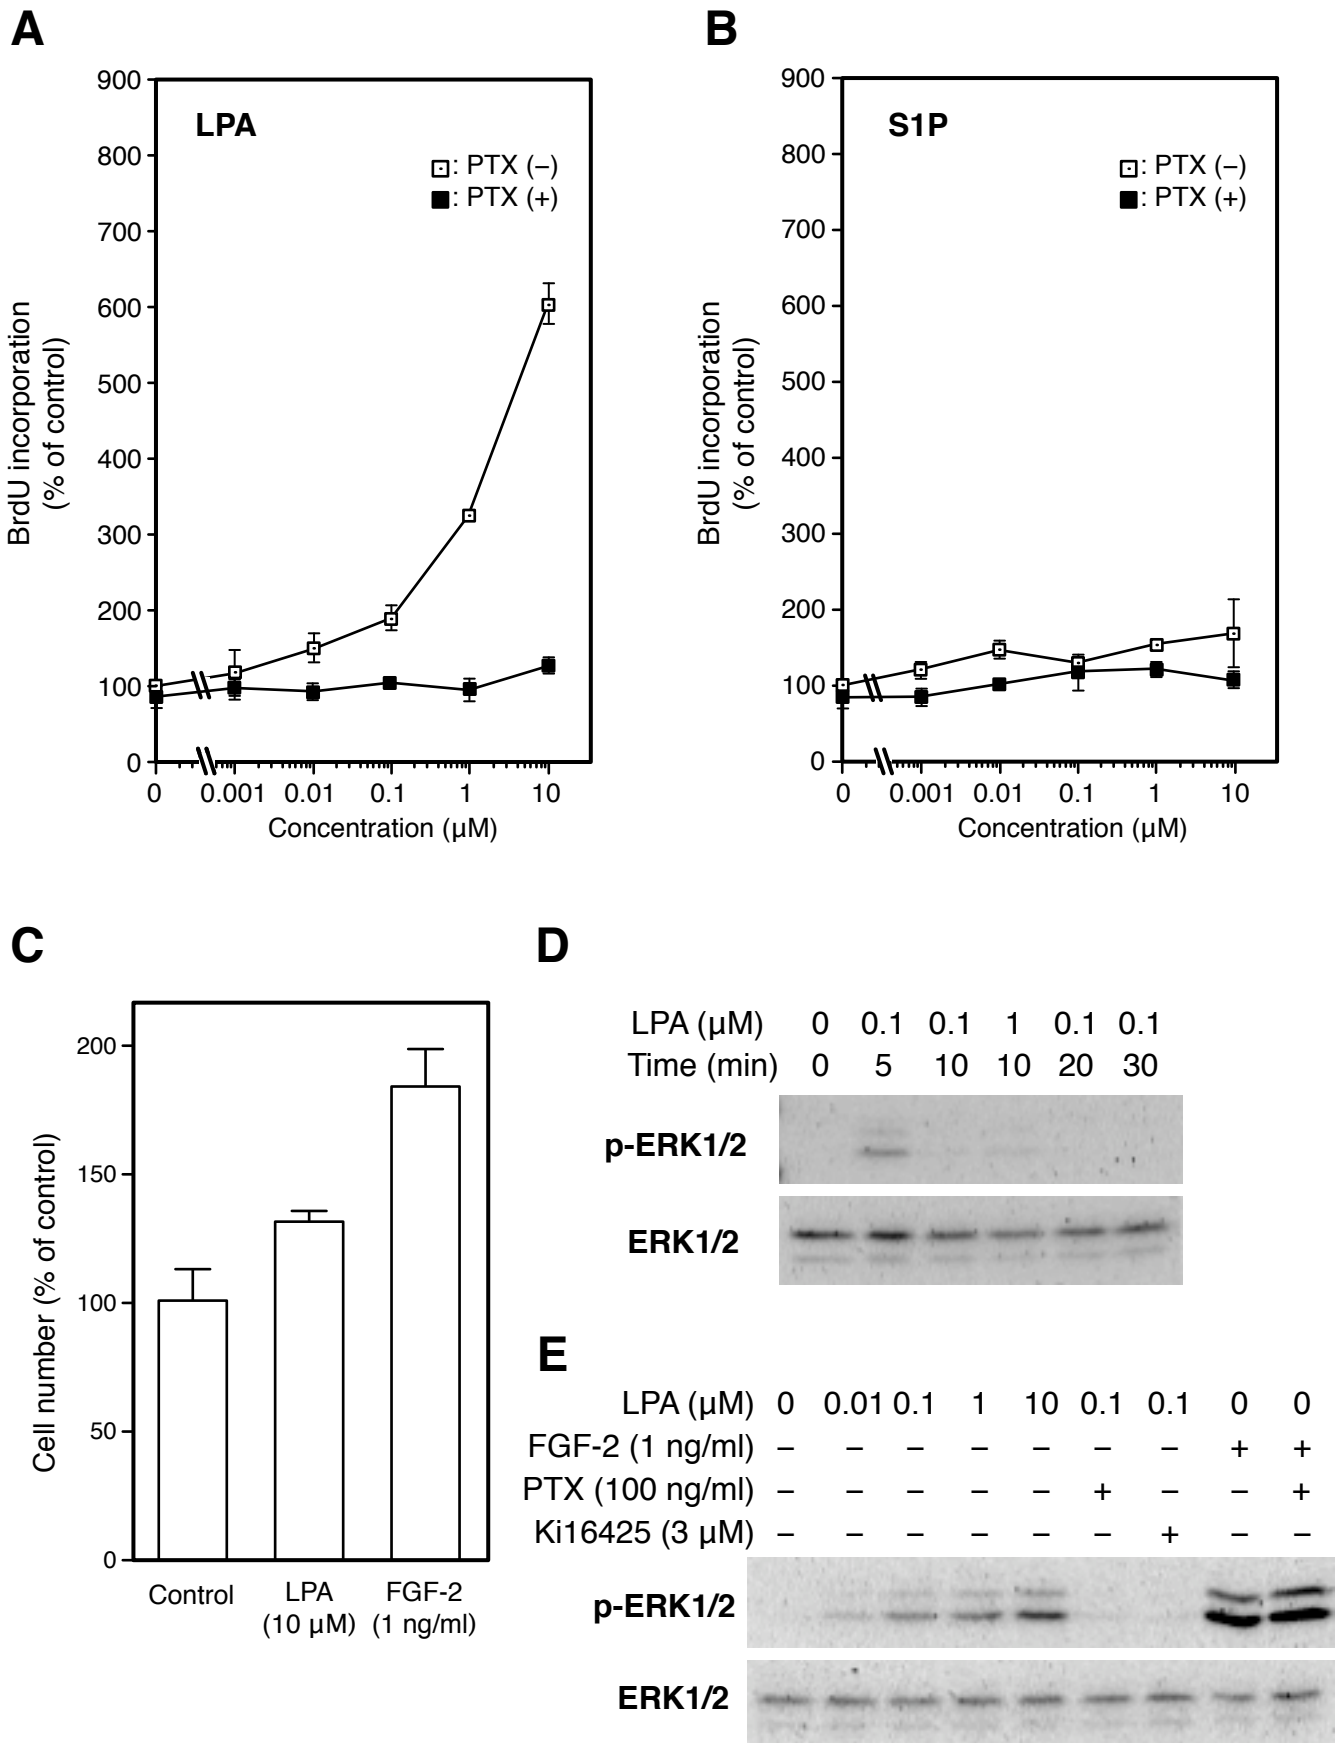 A
BrdU incorporation
(% of control)
900
800
700
600
500
400
300
200
100
0
LPA
: PTX (–)
: PTX (+)
0 0.001 0.01 0.1 1 10
Concentration (µM)
B
BrdU incorporation
(% of control)
900
800
700
600
500
400
300
200
100
0
S1P
: PTX (–)
: PTX (+)
0 0.001 0.01 0.1 1 10
Concentration (µM)
C
Cell number (% of control)
200
150
100
50
0
Control
LPA
(10 µM)
FGF-2
(1 ng/ml)
D
LPA (µM) 0 0.1 0.1 1 0.1 0.1
Time (min) 0 5 10 10 20 30
p-ERK1/2
ERK1/2
E
LPA (µM) 0 0.01 0.1 1 10 0.1 0.1 0 0
FGF-2 (1 ng/ml) – – – – – – – + +
PTX (100 ng/ml) – – – – – + – – +
Ki16425 (3 µM) – – – – – – + – –
p-ERK1/2
ERK1/2